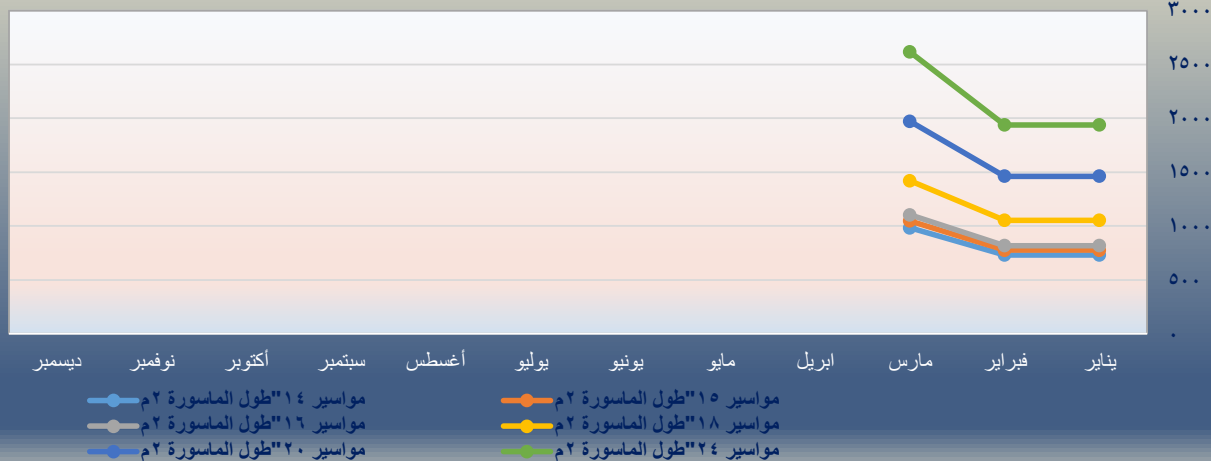 ٣٠٠٠
٢٥٠٠
٢٠٠٠
١٥٠٠
١٠٠٠
٥٠٠
٠
يناير فبراير مارس ابريل مايو يونيو يوليو أغسطس سبتمبر أكتوبر نوفمبر ديسمبر
مواسير ١٥"طول الماسورة ٢م مواسير ١٤"طول الماسورة ٢م
مواسير ١٨"طول الماسورة ٢م مواسير ١٦"طول الماسورة ٢م
مواسير ٢٤"طول الماسورة ٢م مواسير ٢٠"طول الماسورة ٢م